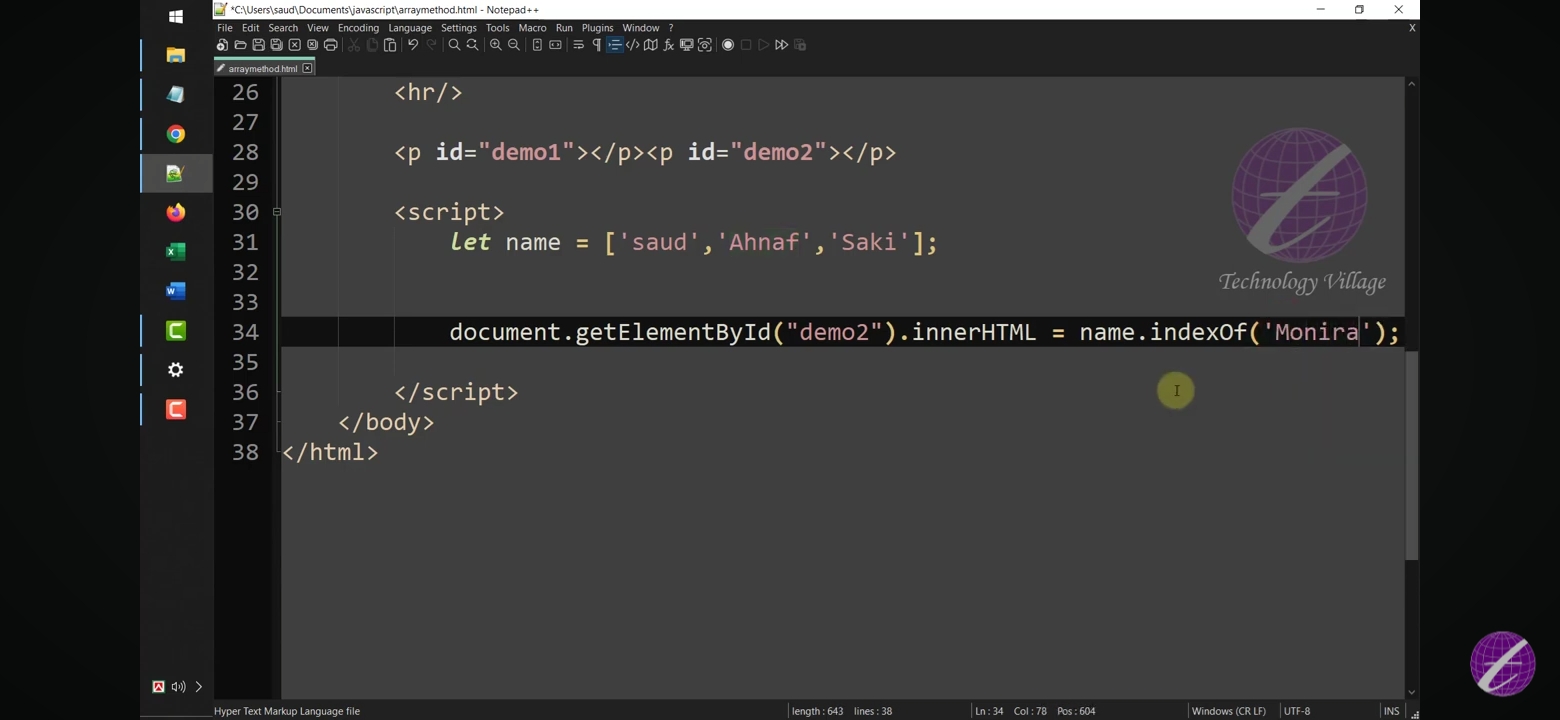 *C:\Users\saud\Documents\javascript\arraymethod.html - Notepad++
File Edit Search View Encoding Language Settings Tools Macro Run Plugins Window ?
X
arraymethod.html
26 <hr/>
27
28 <p id="demo1"></p><p id="demo2"></p>
29
30 <script>
31 let name = ['saud','Ahnaf','Saki'];
32
33
34 document.getElementById("demo2").innerHTML = name.indexOf('Monira');
35
36 </script>
37 </body>
38 </html>
Technology Village
Hyper Text Markup Language file length : 643 lines : 38 Ln : 34 Col : 78 Pos : 604 Windows (CR LF) UTF-8 INS